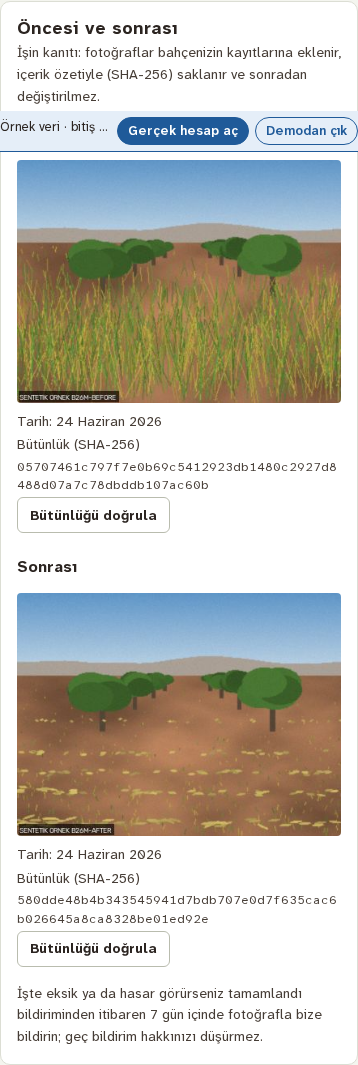 Öncesi ve sonrası
İşin kanıtı: fotoğraflar bahçenizin kayıtlarına eklenir,
içerik özetiyle (SHA-256) saklanır ve sonradan
değiştirilmez.
Örnek veri · bitiş ...
Gerçek hesap aç
Demodan çık
SENTETIK ORNEK B26M-BEFORE
Tarih: 24 Haziran 2026
Bütünlük (SHA-256)
05707461c797f7e0b69c5412923db1480c2927d8
488d07a7c78dbddb107ac60b
Bütünlüğü doğrula
Sonrası
SENTETIK ORNEK B26M-AFTER
Tarih: 24 Haziran 2026
Bütünlük (SHA-256)
580dde48b4b343545941d7bdb707e0d7f635cac6
b026645a8ca8328be01ed92e
Bütünlüğü doğrula
İşte eksik ya da hasar görürseniz tamamlandı
bildiriminden itibaren 7 gün içinde fotoğrafla bize
bildirin; geç bildirim hakkınızı düşürmez.